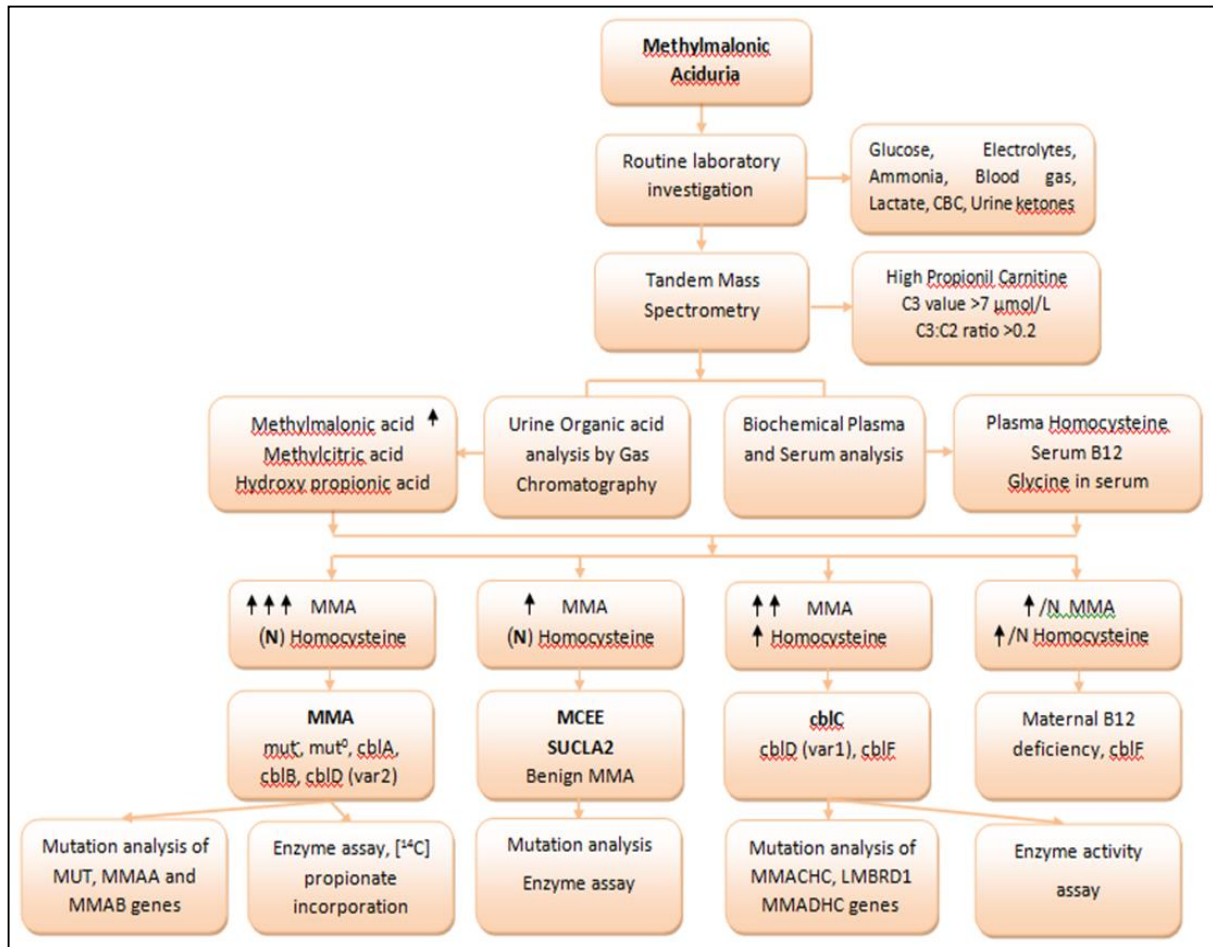 Methylmalonic
Aciduria
Routine laboratory
investigation
Glucose, Electrolytes,
Ammonia, Blood gas,
Lactate, CBC, Urine ketones
Tandem Mass
Spectrometry
High Propionil Carnitine
C3 value >7 µmol/L
C3:C2 ratio >0.2
Methylmalonic acid ↑
Methylcitric acid
Hydroxy propionic acid
Urine Organic acid
analysis by Gas
Chromatography
Biochemical Plasma
and Serum analysis
Plasma Homocysteine
Serum B12
Glycine in serum
↑↑↑ MMA
(N) Homocysteine
↑ MMA
(N) Homocysteine
↑↑ MMA
↑ Homocysteine
↑/N MMA
↑/N Homocysteine
MMA
mut⁻, mut⁰, cblA,
cblB, cblD (var2)
MCEE
SUCLA2
Benign MMA
cblC
cblD (var1), cblF
Maternal B12
deficiency, cblF
Mutation analysis of
MUT, MMAA and
MMAB genes
Enzyme assay, [¹⁴C]
propionate
incorporation
Mutation analysis
Enzyme assay
Mutation analysis of
MMACHC, LMBRD1
MMADHC genes
Enzyme activity
assay